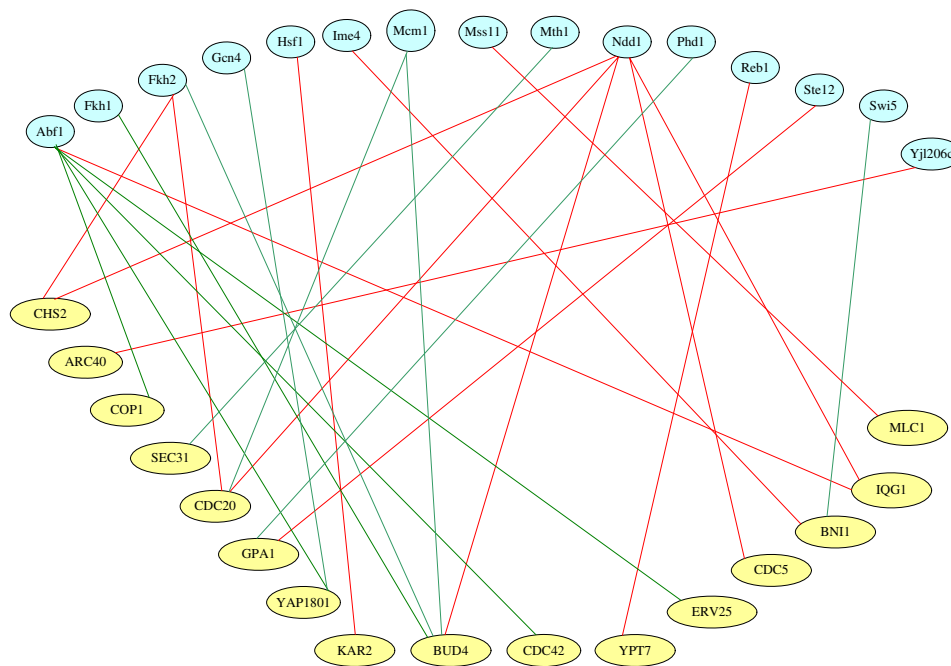 Abf1
Fkh1
Fkh2
Gcn4
Hsf1
Ime4
Mcm1
Mss11
Mth1
Ndd1
Phd1
Reb1
Ste12
Swi5
Yjl206c
CHS2
ARC40
COP1
SEC31
CDC20
GPA1
YAP1801
KAR2
BUD4
CDC42
YPT7
ERV25
CDC5
BNI1
IQG1
MLC1